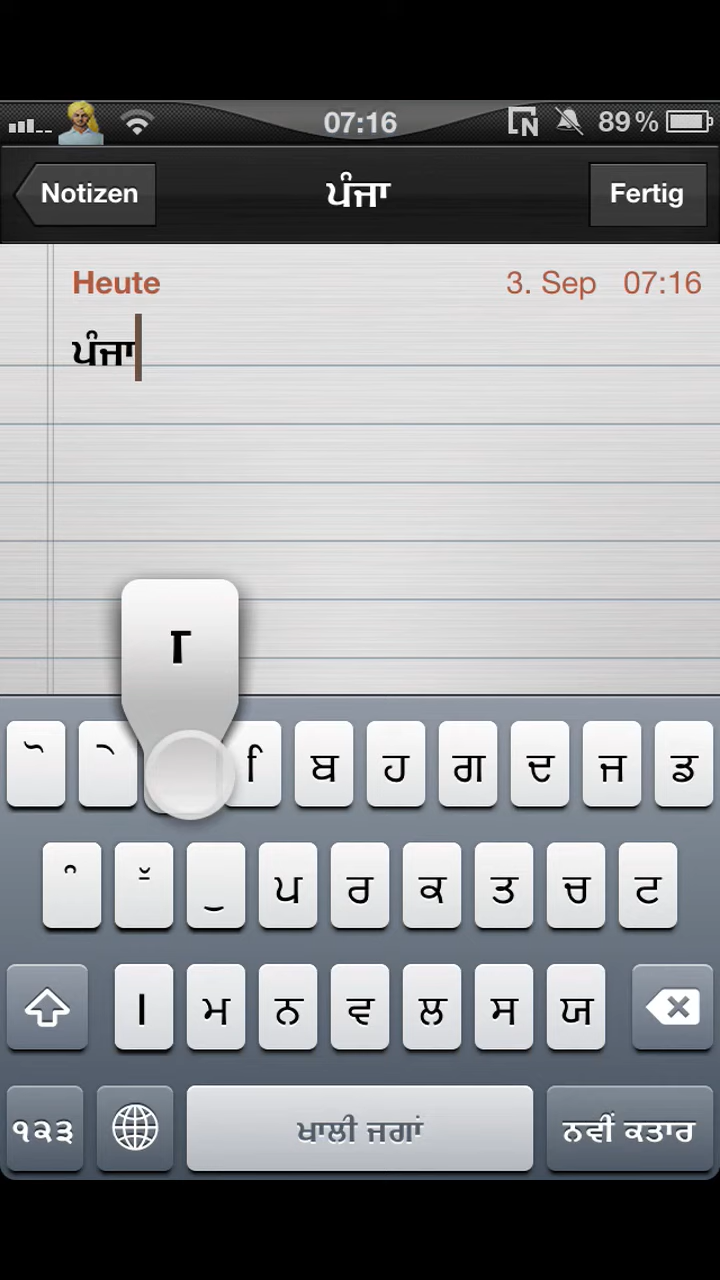 07:16 89%
Notizen ਪੰਜਾ Fertig
Heute 3. Sep 07:16
ਪੰਜਾ
ਾ
ੋ ੇ ਿ ਬ ਹ ਗ ਦ ਜ ਡ
ੰ ੱ ੁ ਪ ਰ ਕ ਤ ਚ ਟ
। ਮ ਨ ਵ ਲ ਸ ਯ
੧੨੩ ਖਾਲੀ ਜਗਾਂ ਨਵੀਂ ਕਤਾਰ